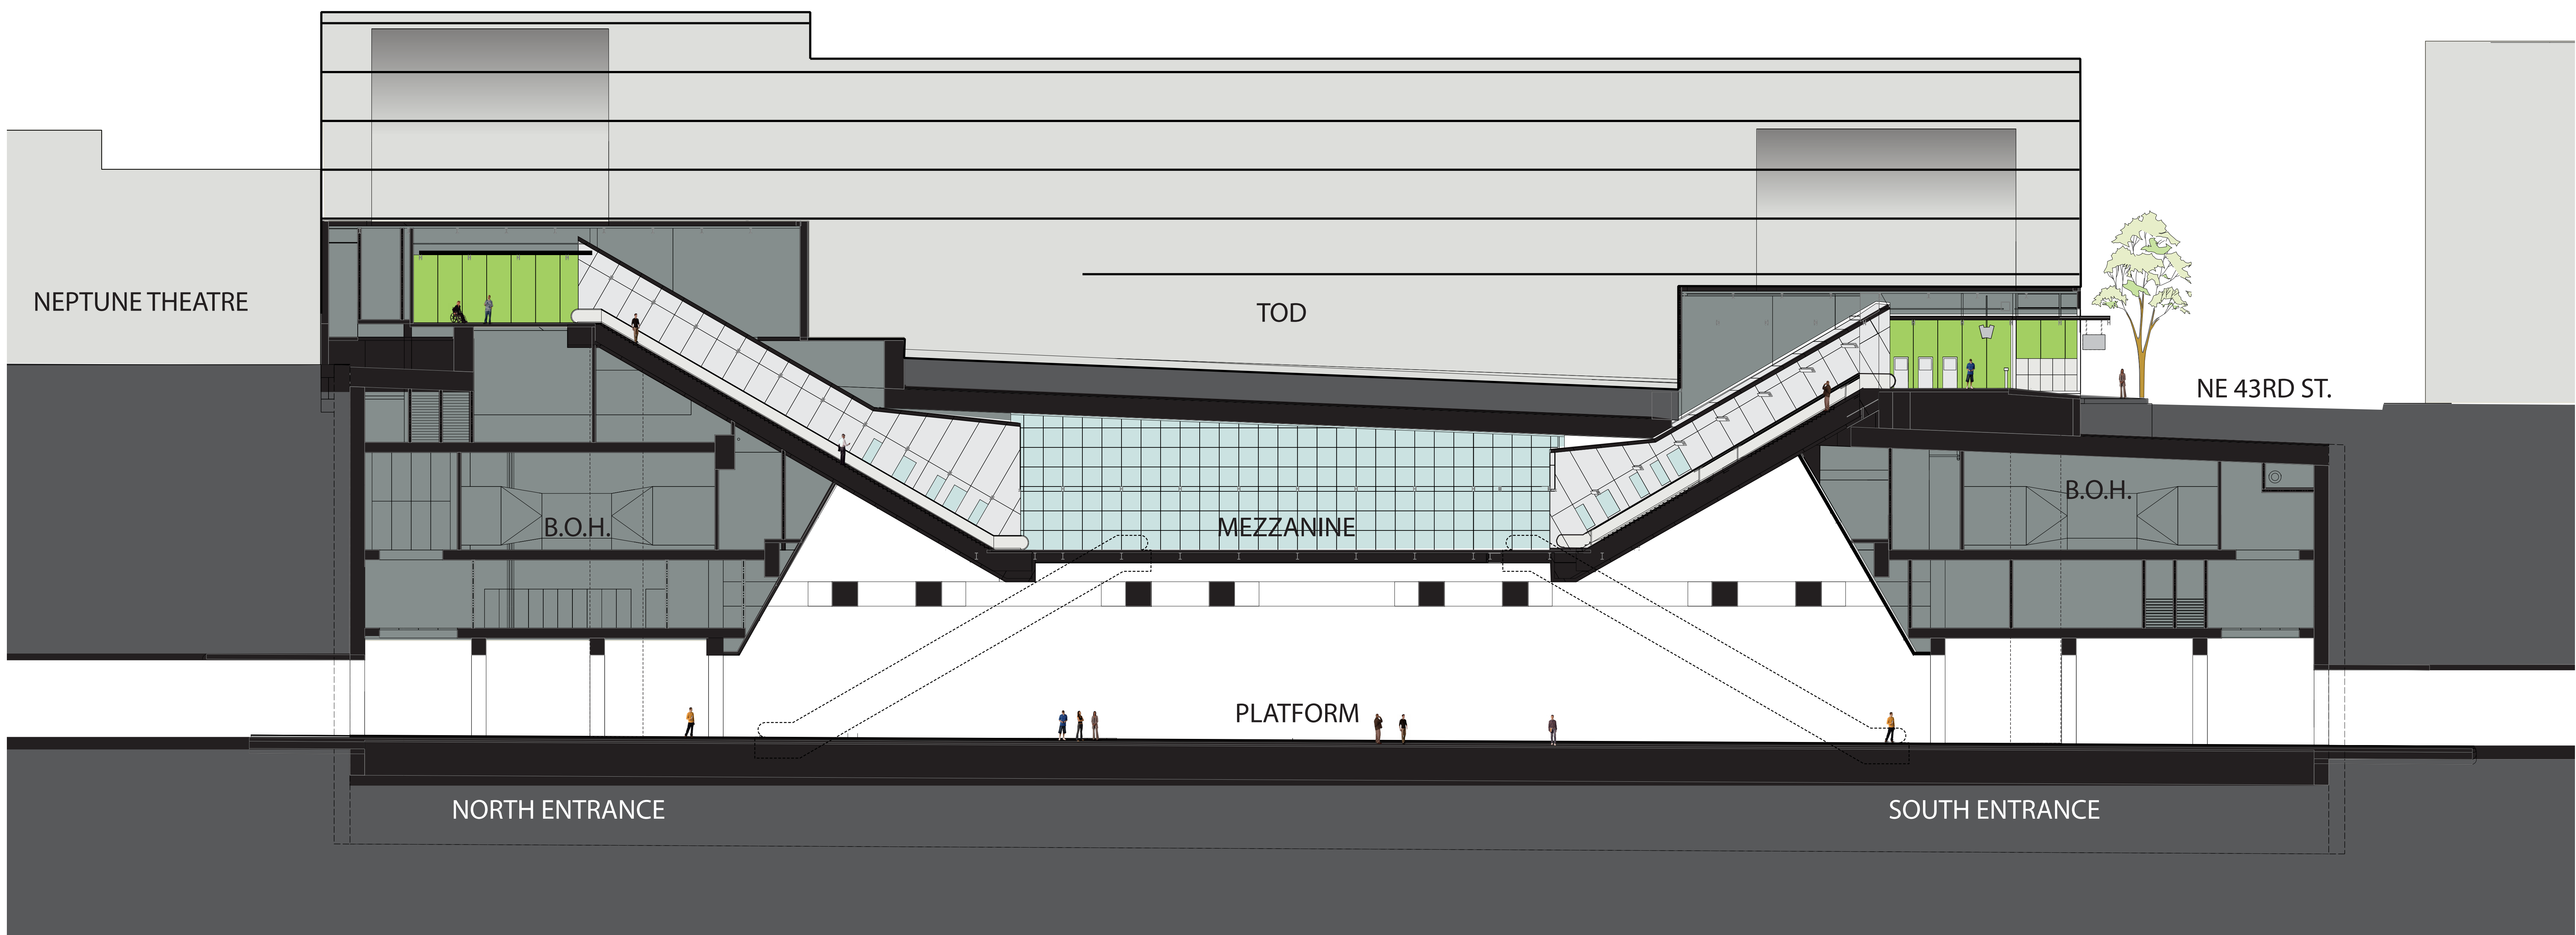 NEPTUNE THEATRE
TOD
NE 43RD ST.
B.O.H.
MEZZANINE
B.O.H.
PLATFORM
NORTH ENTRANCE
SOUTH ENTRANCE